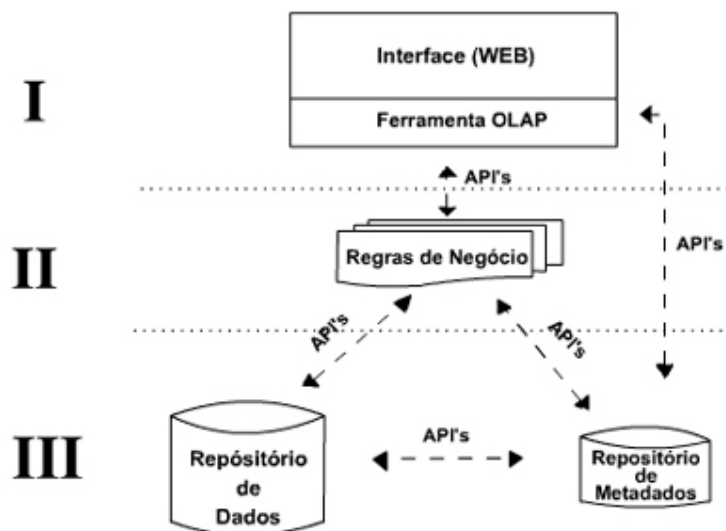 I
Interface (WEB)
Ferramenta OLAP
API's
API's
II
Regras de Negócio
API's
API's
III
Repósitório
de
Dados
API's
Repositório
de
Metadados